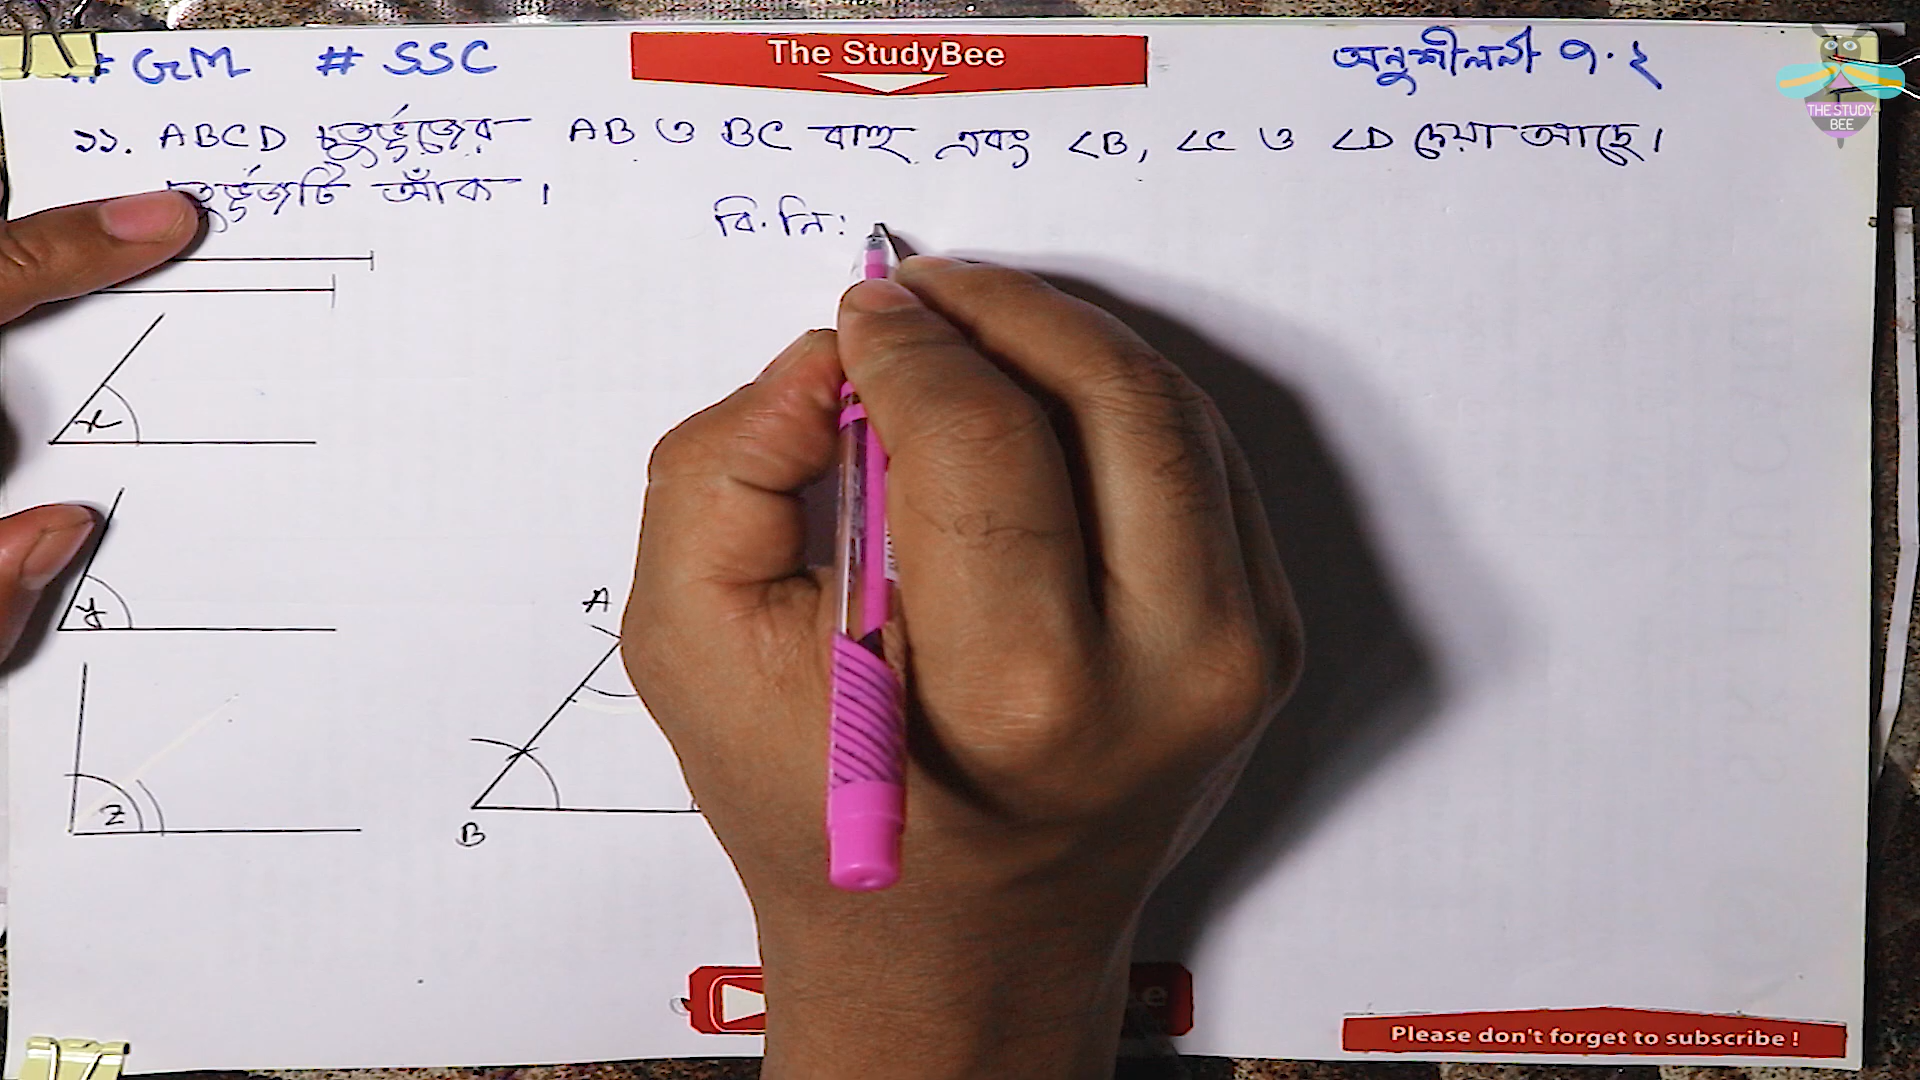 # GM # SSC
The StudyBee
অনুশীলনী ৭.২
THE STUDY
BEE
১১. ABCD চতুর্ভুজের AB ও BC বাহু এবং ∠B, ∠C ও ∠D দেয়া আছে।
চতুর্ভুজটি আঁক ।
বি.নি:
x
y
z
A
B
Please don't forget to subscribe !